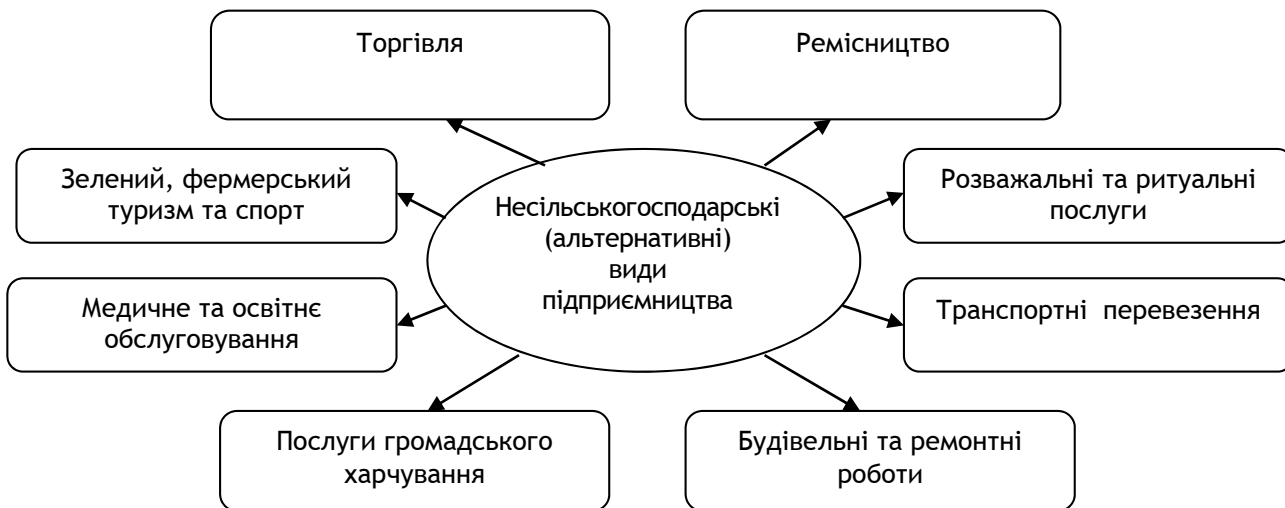 Торгівля
Ремісництво
Зелений, фермерський
туризм та спорт
Несільськогосподарські
(альтернативні)
види
підприємництва
Розважальні та ритуальні
послуги
Медичне та освітнє
обслуговування
Транспортні перевезення
Послуги громадського
харчування
Будівельні та ремонтні
роботи